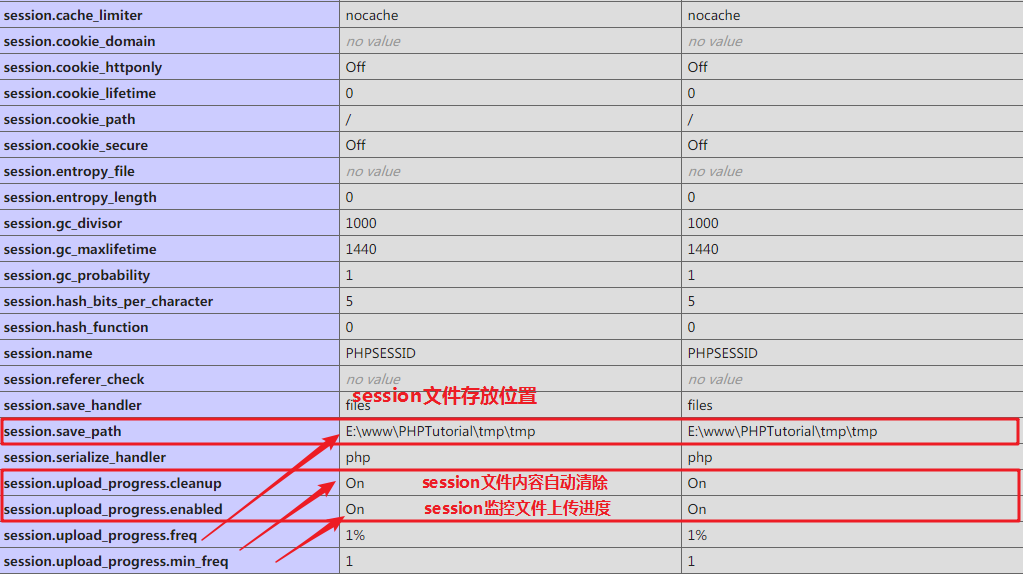 session.cache_limiter nocache nocache
session.cookie_domain no value no value
session.cookie_httponly Off Off
session.cookie_lifetime 0 0
session.cookie_path / /
session.cookie_secure Off Off
session.entropy_file no value no value
session.entropy_length 0 0
session.gc_divisor 1000 1000
session.gc_maxlifetime 1440 1440
session.gc_probability 1 1
session.hash_bits_per_character 5 5
session.hash_function 0 0
session.name PHPSESSID PHPSESSID
session.referer_check no value no value
session文件存放位置
session.save_handler files files
session.save_path E:\www\PHPTutorial\tmp\tmp E:\www\PHPTutorial\tmp\tmp
session.serialize_handler php php
session.upload_progress.cleanup On session文件内容自动清除 On
session.upload_progress.enabled On session监控文件上传进度 On
session.upload_progress.freq 1% 1%
session.upload_progress.min_freq 1 1